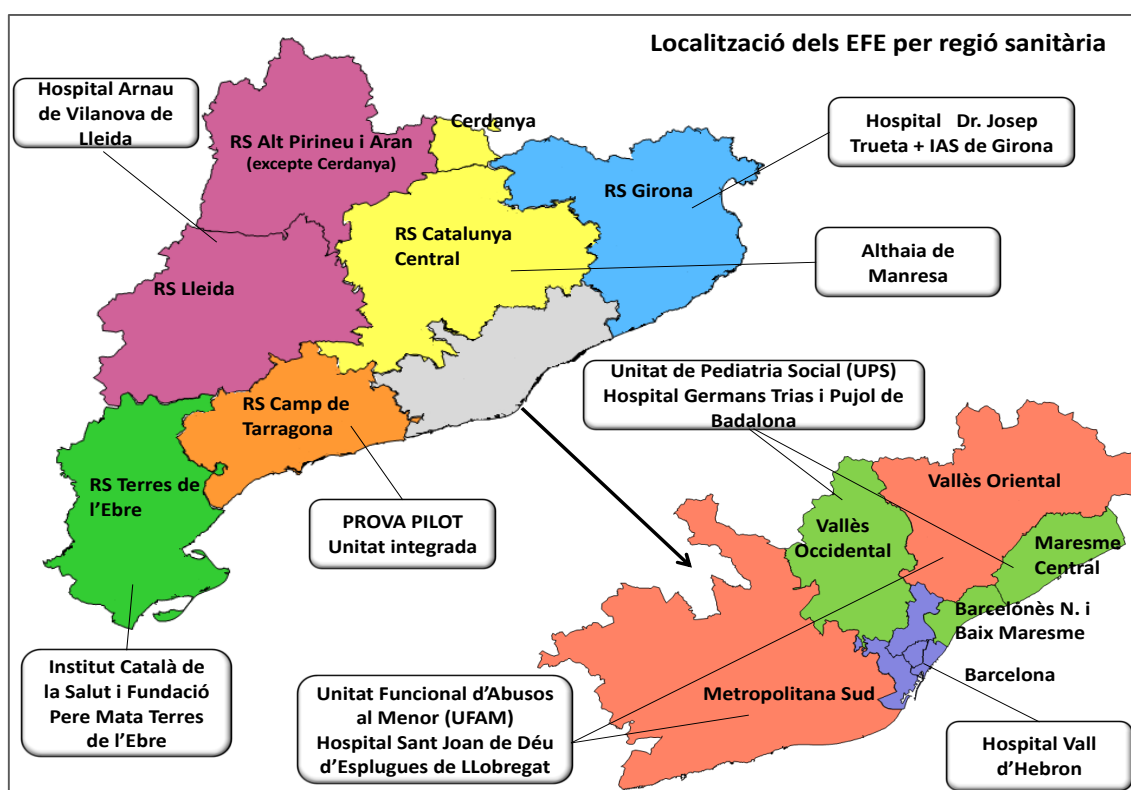 Localització dels EFE per regió sanitària
Hospital Arnau
de Vilanova de
Lleida
Cerdanya
RS Alt Pirineu i Aran
(excepte Cerdanya)
Hospital Dr. Josep
Trueta + IAS de Girona
RS Girona
RS Catalunya
Central
Althaia de
Manresa
RS Lleida
Unitat de Pediatria Social (UPS)
Hospital Germans Trias i Pujol de
Badalona
RS Camp de
Tarragona
RS Terres de
l’Ebre
PROVA PILOT
Unitat integrada
Vallès Oriental
Vallès
Occidental
Maresme
Central
Barcelónès N. i
Baix Maresme
Barcelona
Metropolitana Sud
Institut Català de
la Salut i Fundació
Pere Mata Terres
de l’Ebre
Unitat Funcional d’Abusos
al Menor (UFAM)
Hospital Sant Joan de Déu
d’Esplugues de LLobregat
Hospital Vall
d’Hebron